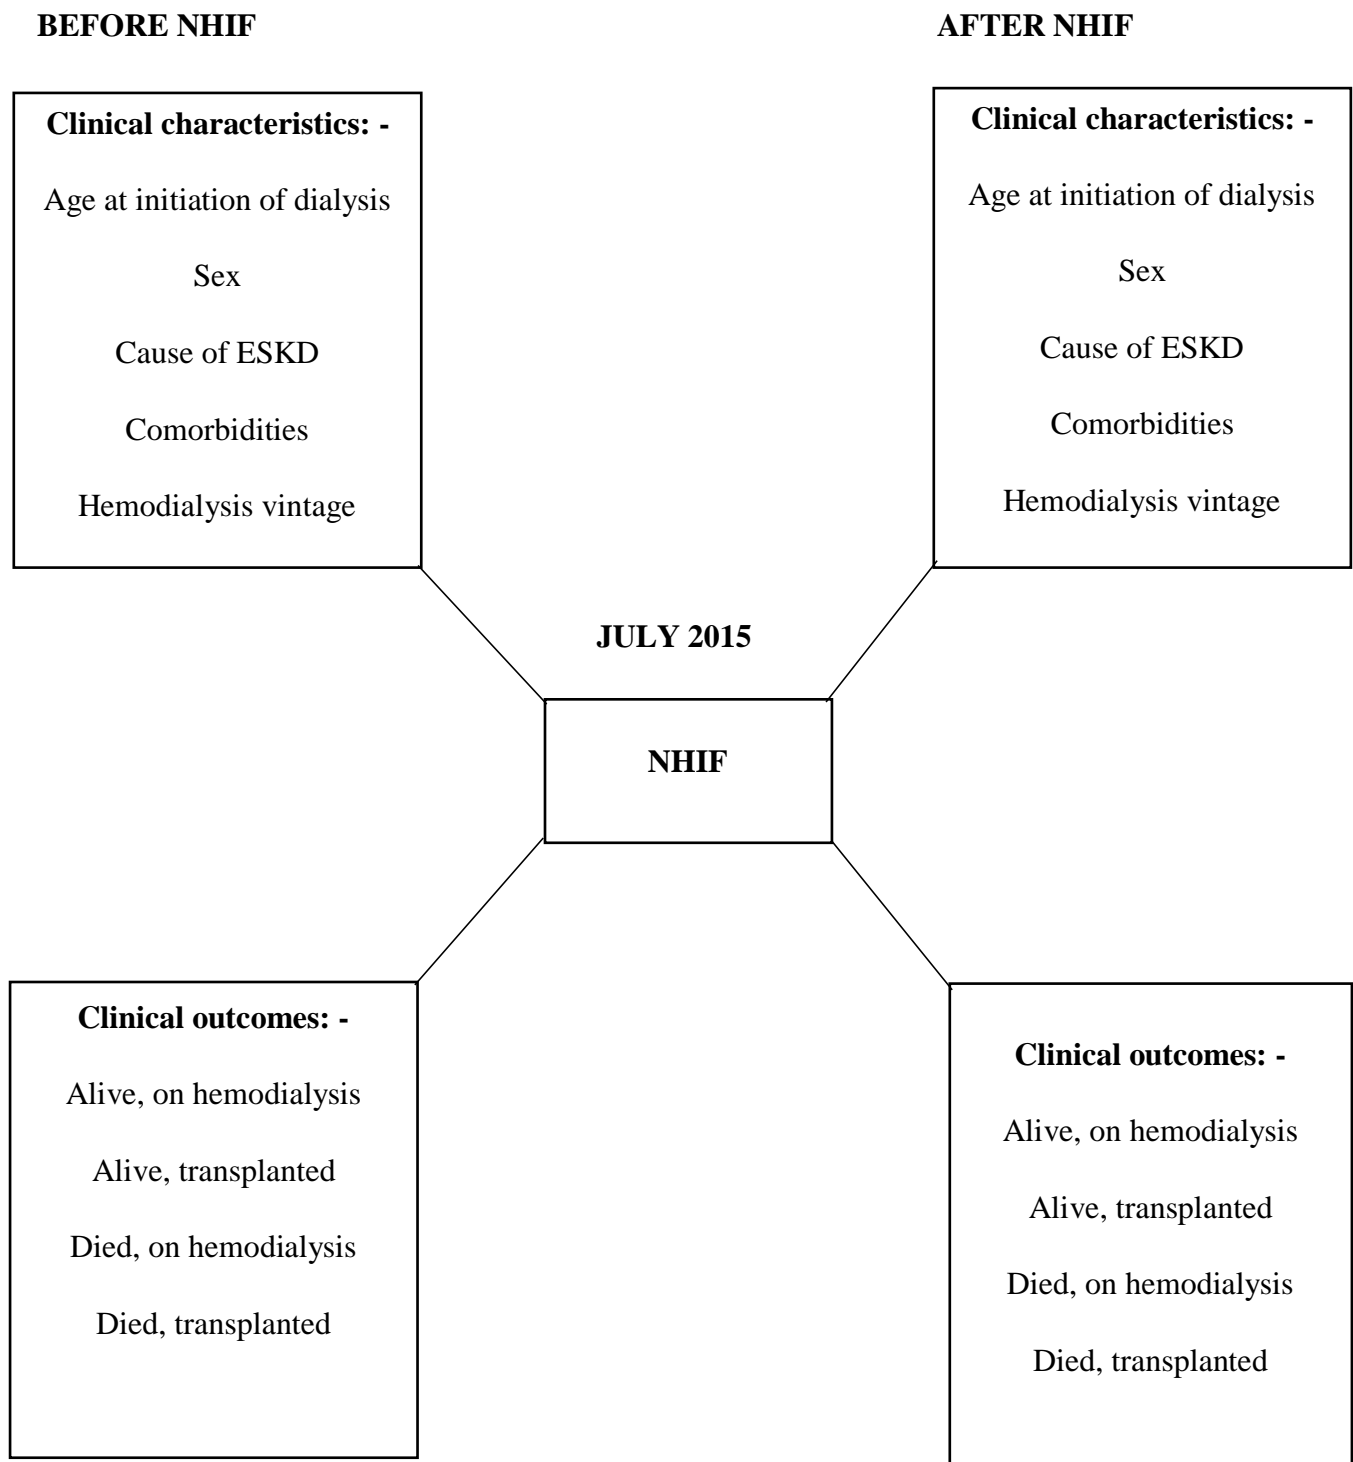 BEFORE NHIF
AFTER NHIF
Clinical characteristics: -
Age at initiation of dialysis
Sex
Cause of ESKD
Comorbidities
Hemodialysis vintage
Clinical characteristics: -
Age at initiation of dialysis
Sex
Cause of ESKD
Comorbidities
Hemodialysis vintage
JULY 2015
NHIF
Clinical outcomes: -
Alive, on hemodialysis
Alive, transplanted
Died, on hemodialysis
Died, transplanted
Clinical outcomes: -
Alive, on hemodialysis
Alive, transplanted
Died, on hemodialysis
Died, transplanted